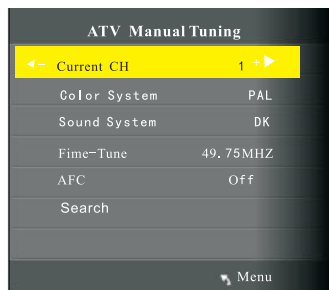 ATV Manual Tuning
Current CH 1 +
Color System PAL
Sound System DK
Fime-Tune 49.75MHZ
AFC Off
Search
Menu